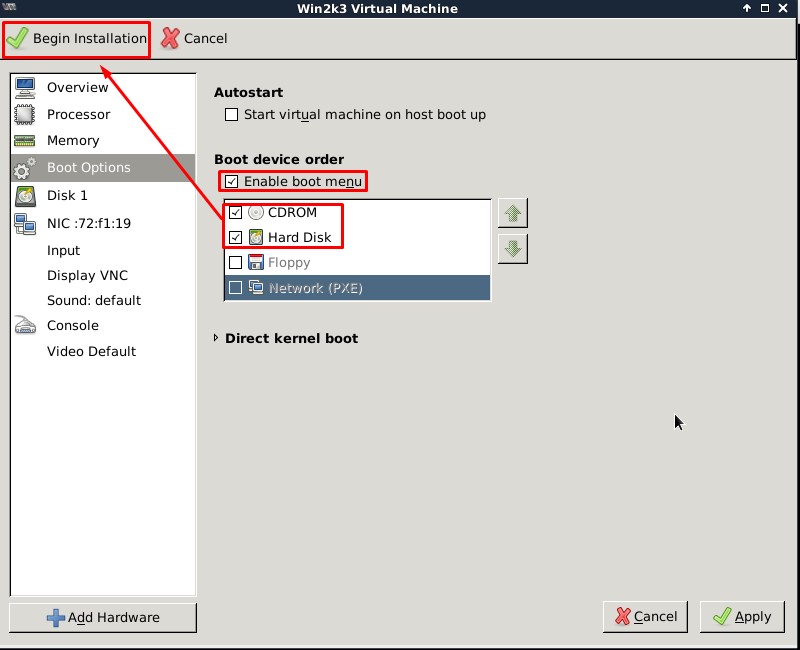 Win2k3 Virtual Machine
Begin Installation
Cancel
Overview
Processor
Memory
Boot Options
Disk 1
NIC :72:f1:19
Input
Display VNC
Sound: default
Console
Video Default
Add Hardware
Autostart
Start virtual machine on host boot up
Boot device order
Enable boot menu
CDROM
Hard Disk
Floppy
Network (PXE)
Direct kernel boot
Cancel
Apply